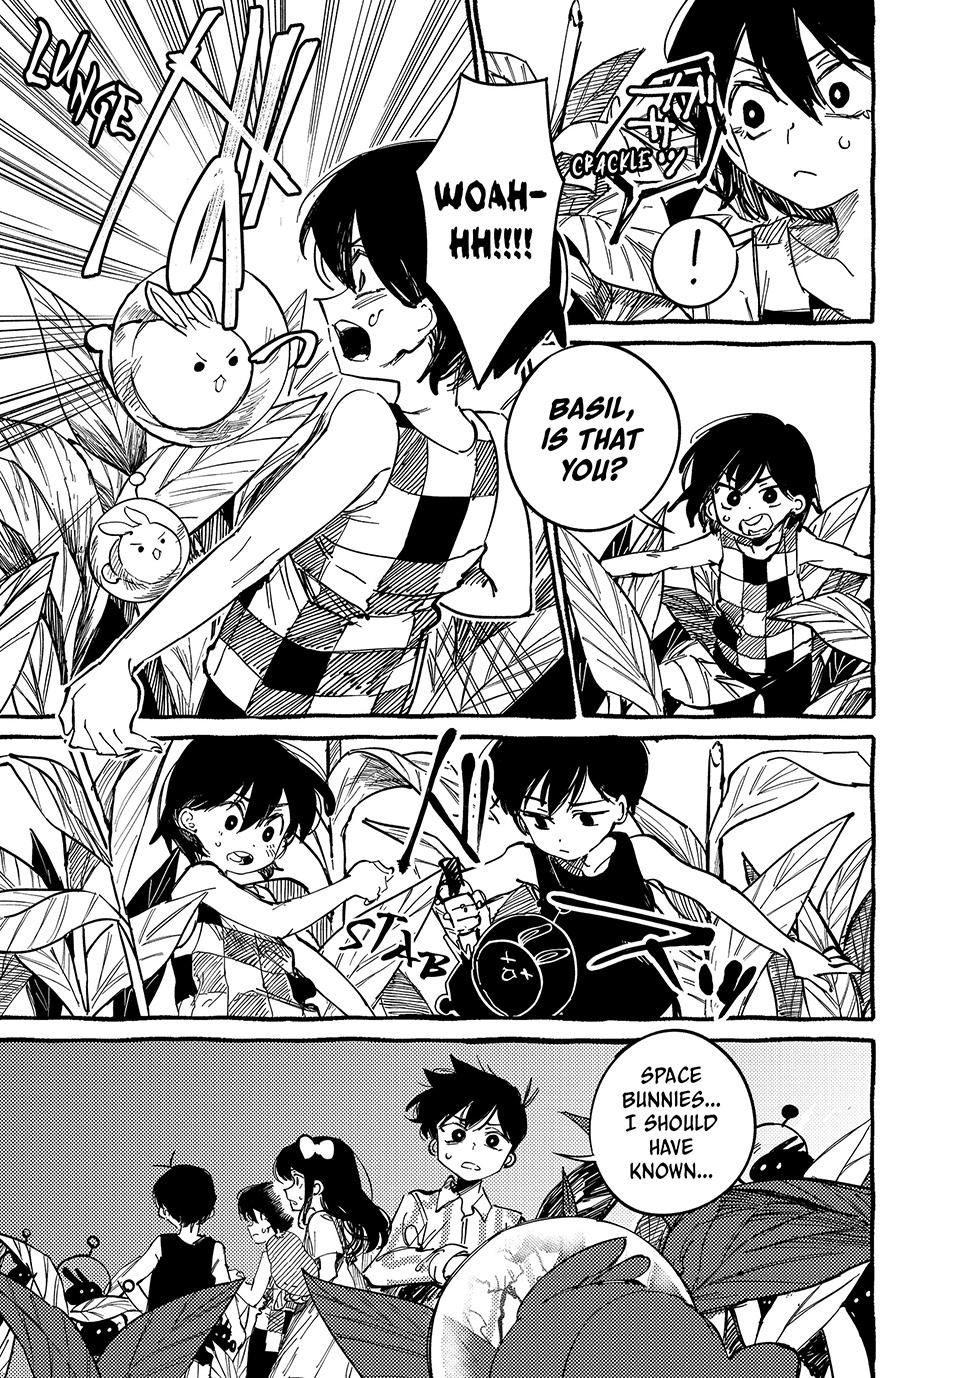 CRACKLE
!
BASIL,
IS THAT
YOU?
WOAH-
HH!!!!
LUNGE
STAB
SPACE
BUNNIES...
I SHOULD
HAVE
KNOWN...